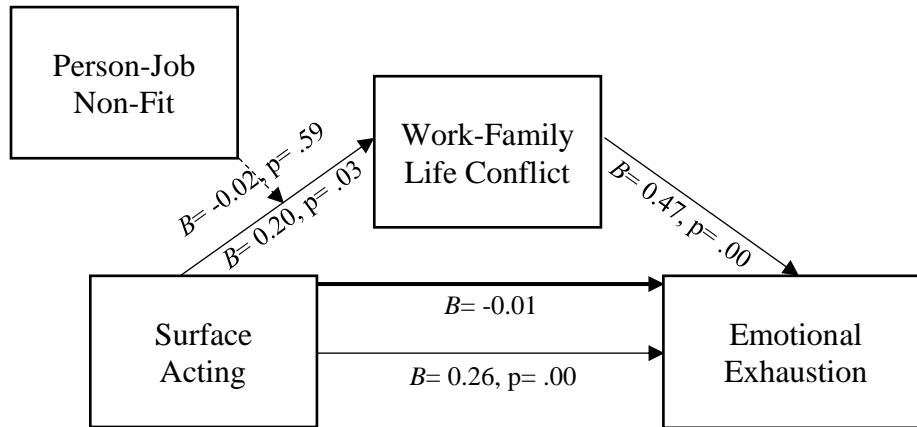 Person-Job
Non-Fit
Work-Family
Life Conflict
B= -0.02, p= .59
B= 0.20, p= .03
B= 0.47, p= .00
Surface
Acting
B= -0.01
B= 0.26, p= .00
Emotional
Exhaustion